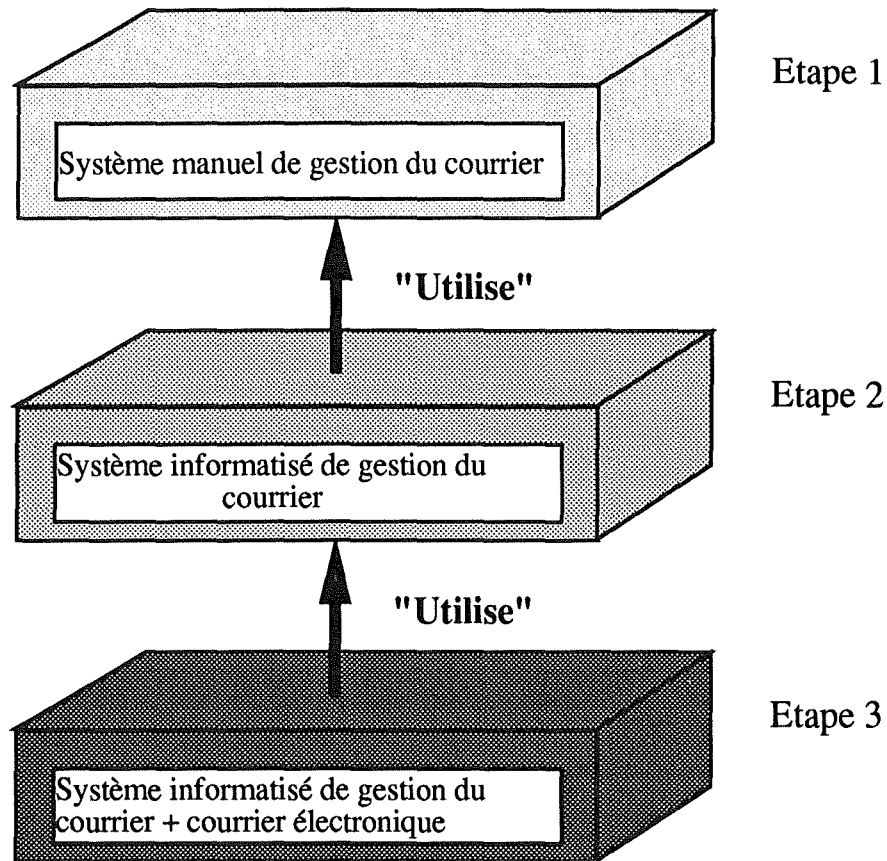 Etape 1
Système manuel de gestion du courrier
"Utilise"
Etape 2
Système informatisé de gestion du
courrier
"Utilise"
Etape 3
Système informatisé de gestion du
courrier + courrier électronique